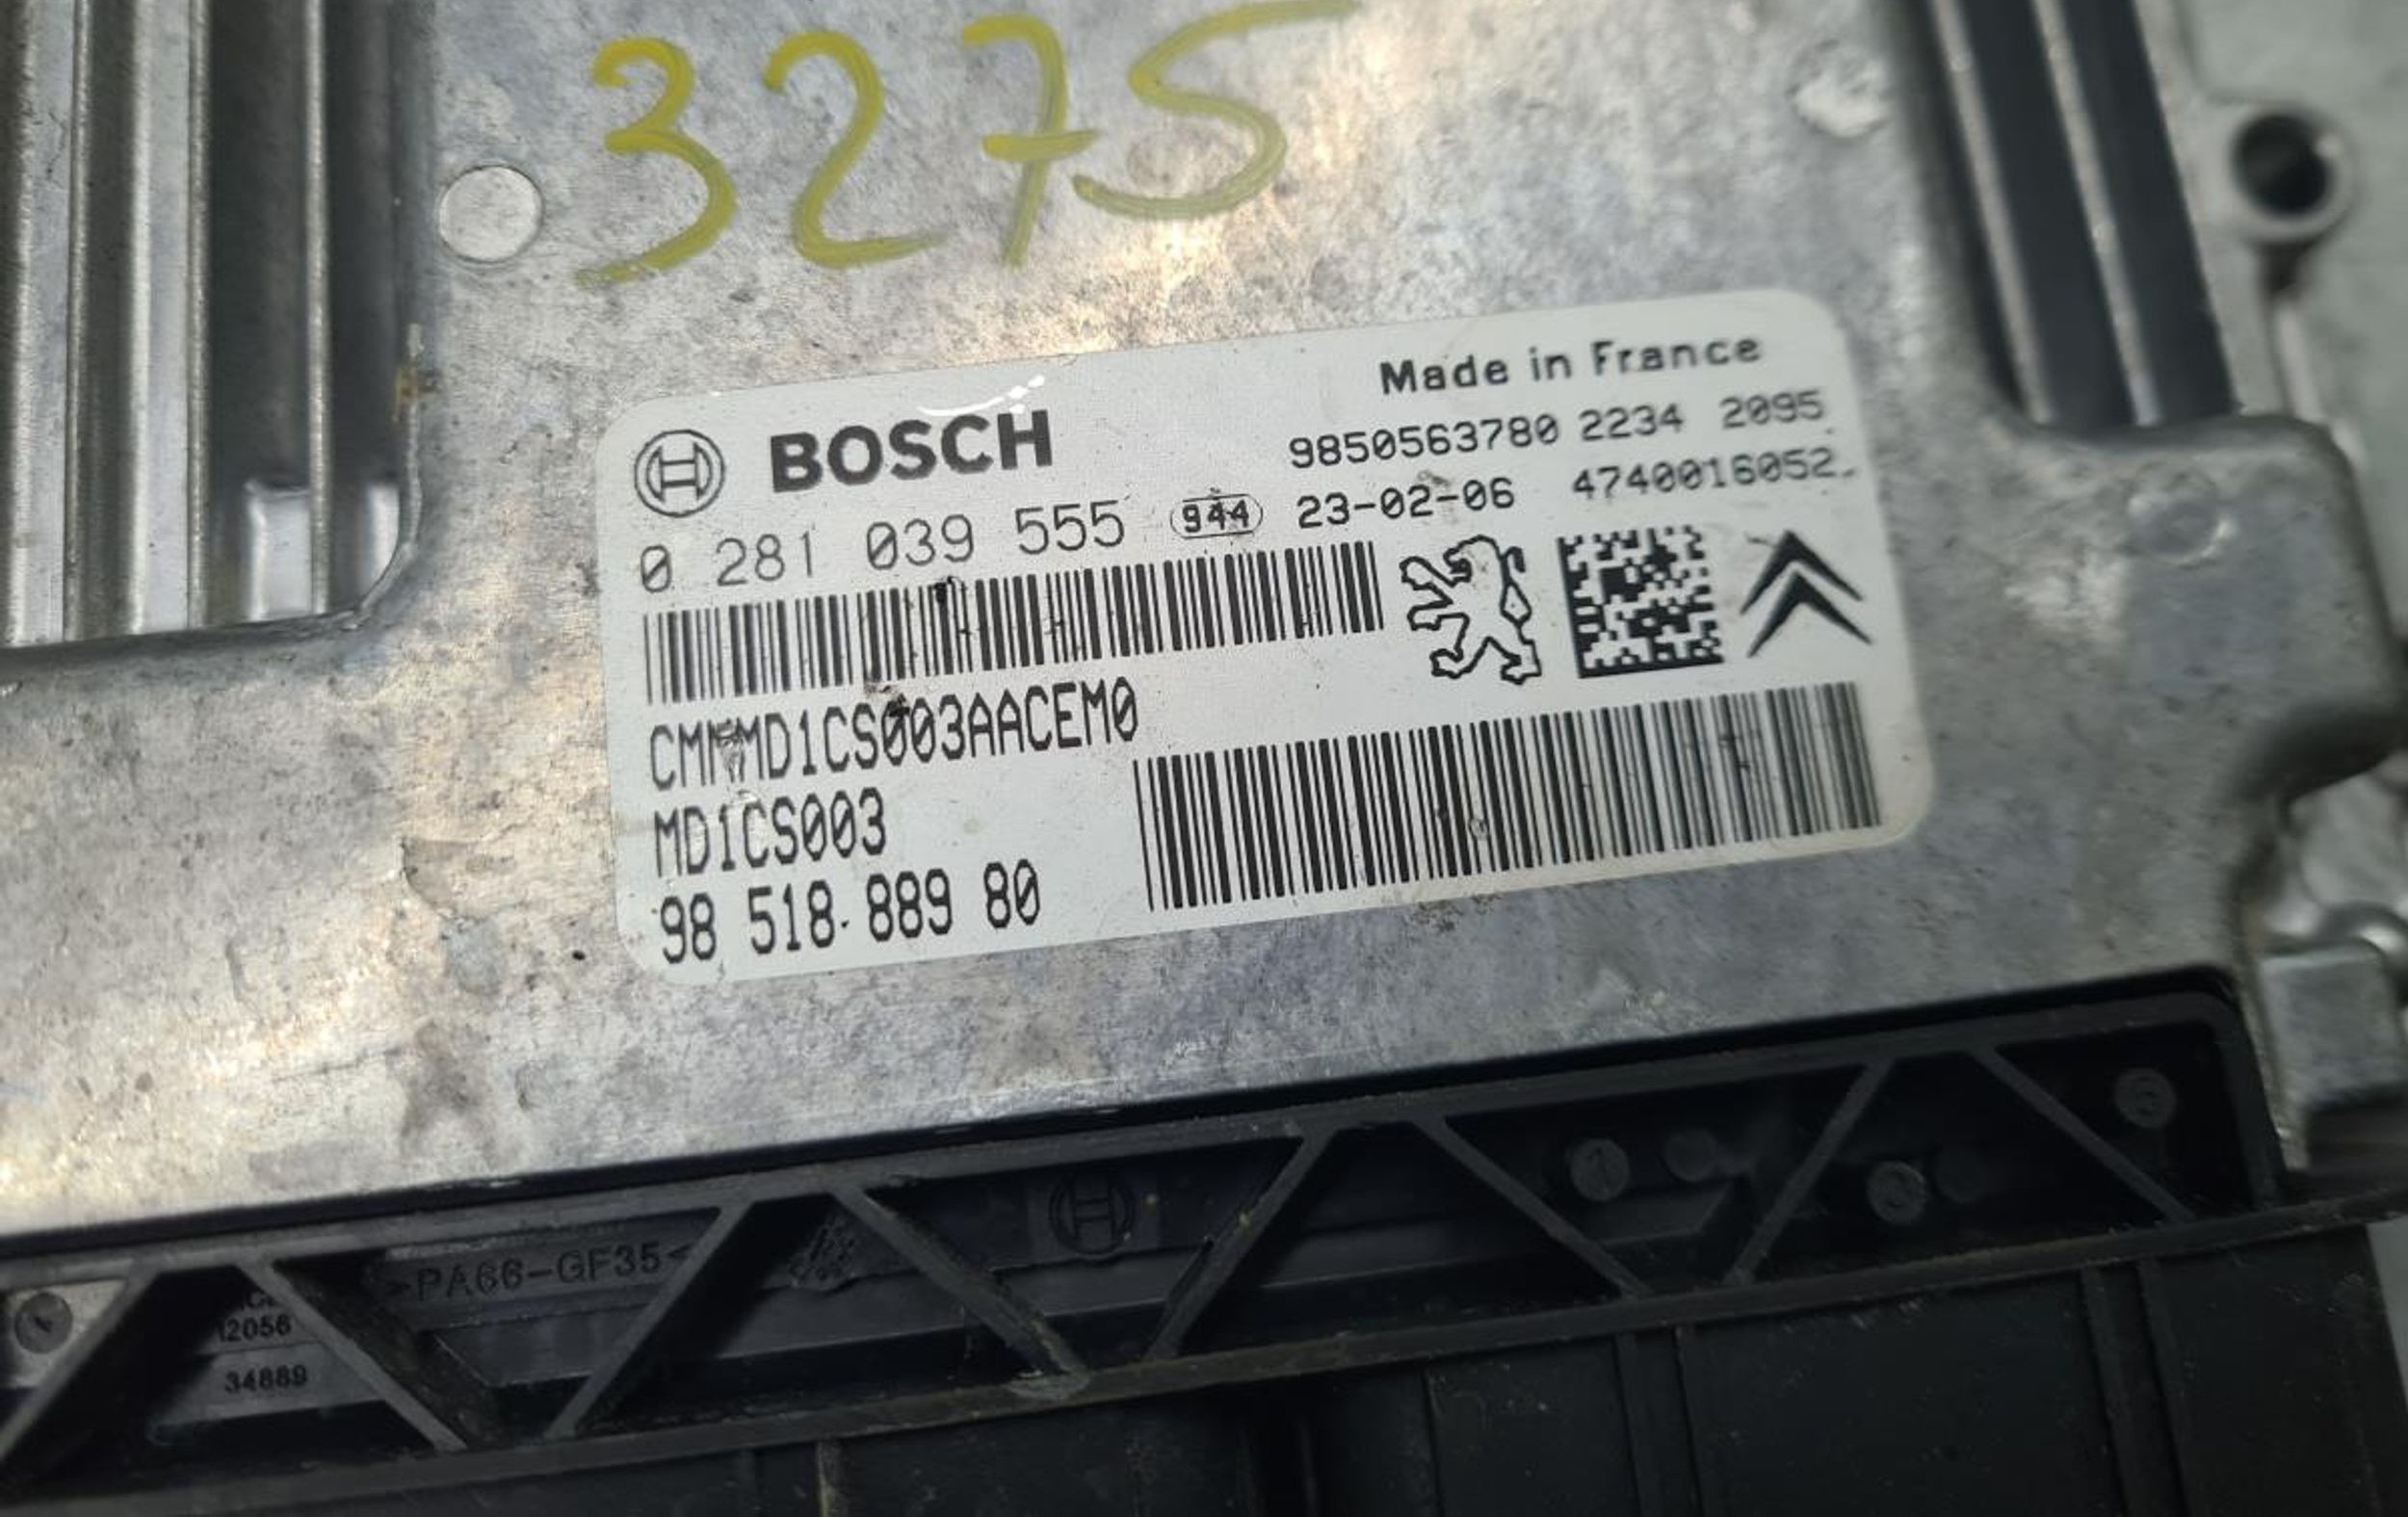 3275
Made in France
BOSCH
9850563780 2234 2095
0 281 039 555 944 23-02-06 4740016052.
CMMMD1CS003AACEM0
MD1CS003
98 518 889 80
>PA66-GF35<
12056
34889